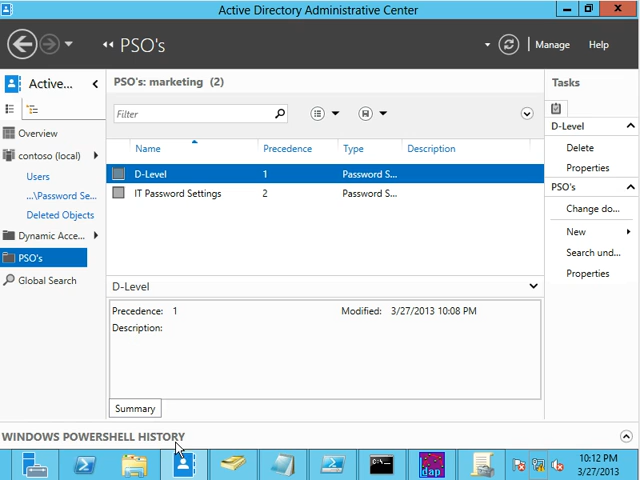 Active Directory Administrative Center
PSO's
Manage
Help
Active...
Overview
contoso (local)
Users
...\Password Se...
Deleted Objects
Dynamic Acce...
PSO's
Global Search
PSO's: marketing (2)
Filter
Name Precedence Type Description
D-Level 1 Password S...
IT Password Settings 2 Password S...
D-Level
Precedence: 1 Modified: 3/27/2013 10:08 PM
Description:
Summary
Tasks
D-Level
Delete
Properties
PSO's
Change do...
New
Search und...
Properties
WINDOWS POWERSHELL HISTORY
dap
10:12 PM
3/27/2013